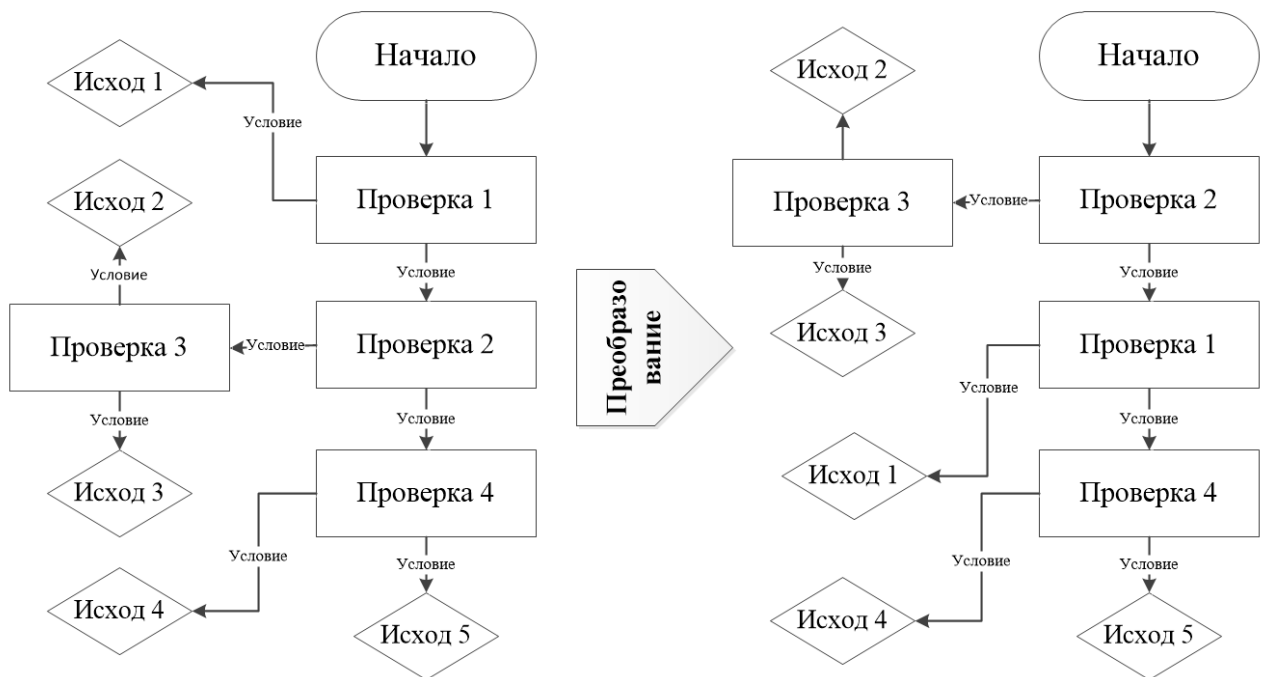 Начало
Исход 1
Условие
Проверка 1
Исход 2
Условие
Условие
Проверка 3
Условие
Проверка 2
Условие
Условие
Исход 3
Проверка 4
Условие
Условие
Исход 4
Исход 5
Преобразо
вание
Начало
Исход 2
Проверка 3
Условие
Проверка 2
Условие
Условие
Исход 3
Проверка 1
Условие
Условие
Исход 1
Проверка 4
Условие
Условие
Исход 4
Исход 5